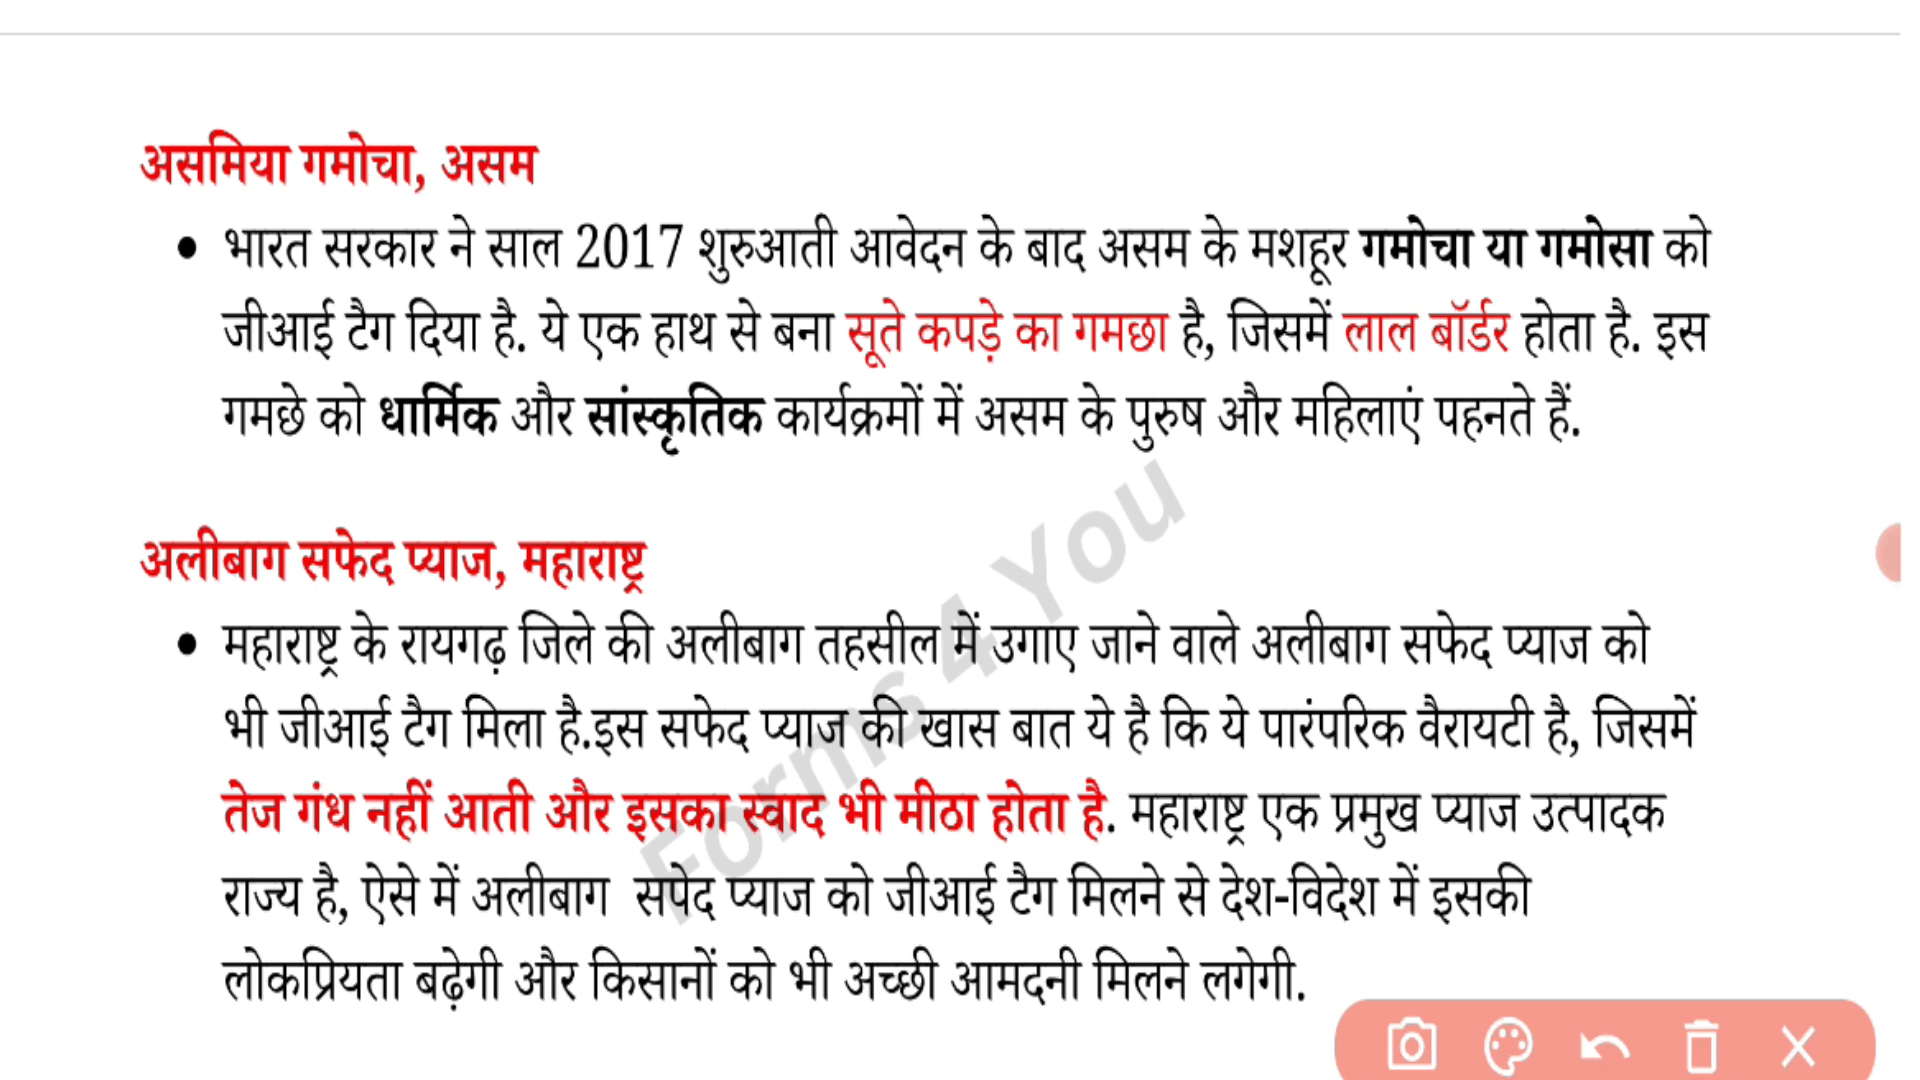 असमिया गमोचा, असम
• भारत सरकार ने साल 2017 शुरुआती आवेदन के बाद असम के मशहूर गमोचा या गमोसा को
जीआई टैग दिया है. ये एक हाथ से बना सूते कपड़े का गमछा है, जिसमें लाल बॉर्डर होता है. इस
गमछे को धार्मिक और सांस्कृतिक कार्यक्रमों में असम के पुरुष और महिलाएं पहनते हैं.
अलीबाग सफेद प्याज, महाराष्ट्र
• महाराष्ट्र के रायगढ़ जिले की अलीबाग तहसील में उगाए जाने वाले अलीबाग सफेद प्याज को
भी जीआई टैग मिला है.इस सफेद प्याज की खास बात ये है कि ये पारंपरिक वैरायटी है, जिसमें
तेज गंध नहीं आती और इसका स्वाद भी मीठा होता है. महाराष्ट्र एक प्रमुख प्याज उत्पादक
राज्य है, ऐसे में अलीबाग सपेद प्याज को जीआई टैग मिलने से देश-विदेश में इसकी
लोकप्रियता बढ़ेगी और किसानों को भी अच्छी आमदनी मिलने लगेगी.
Forms 4 You